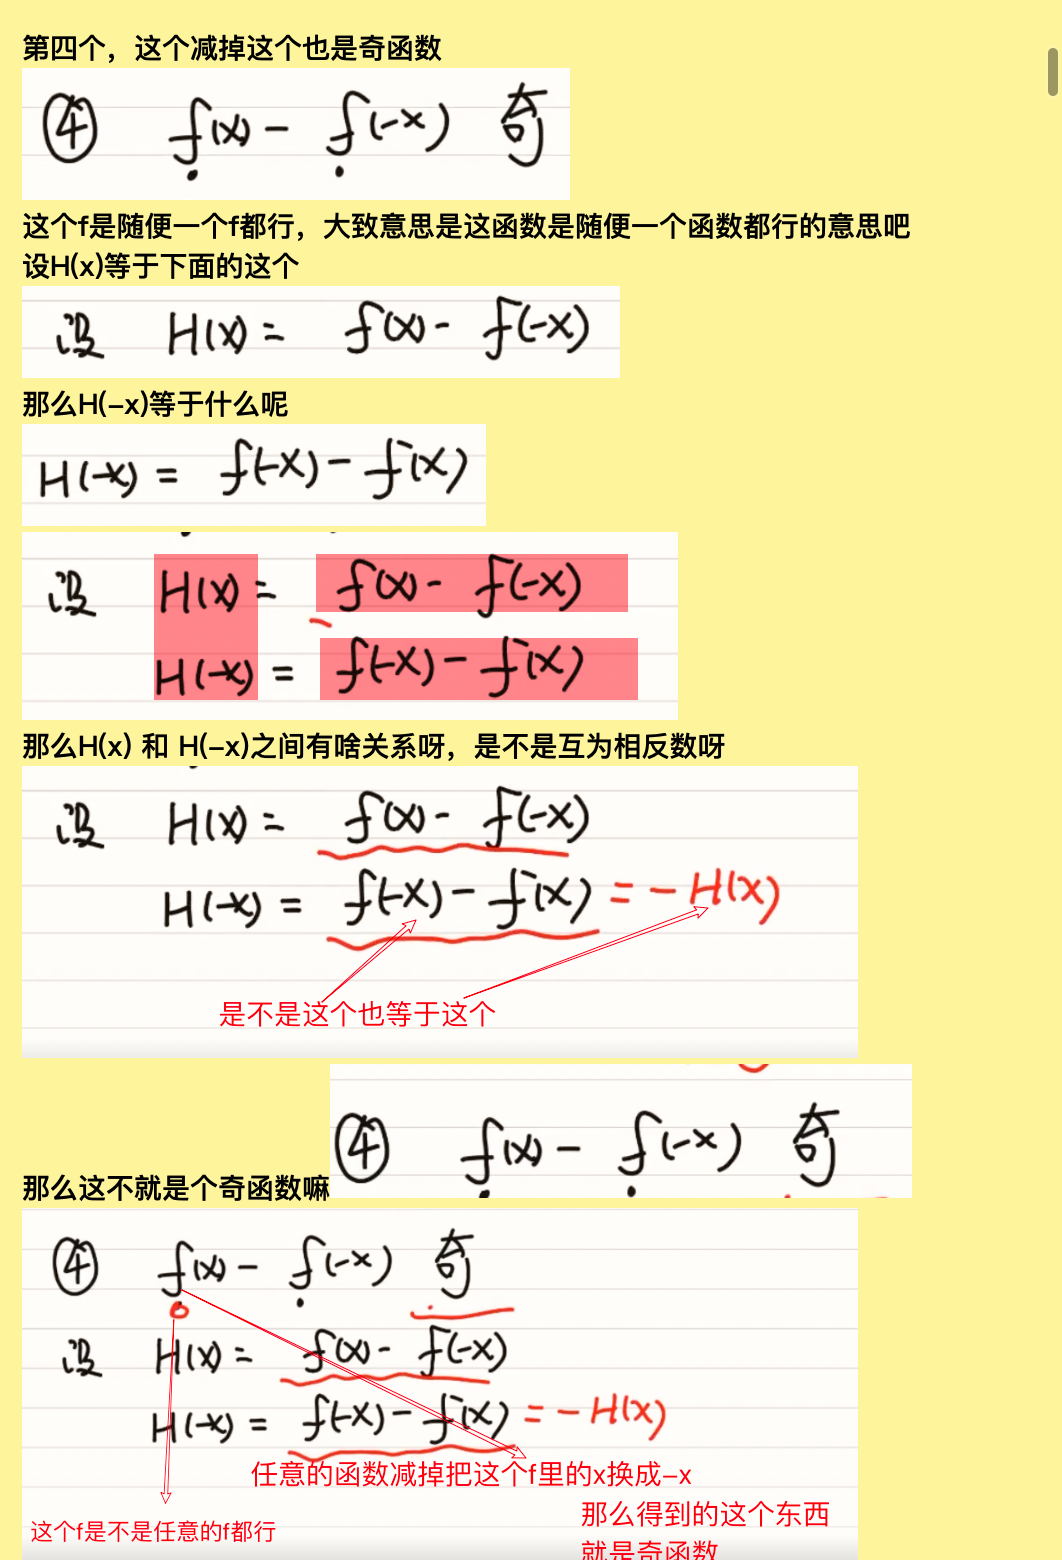 第四个，这个减掉这个也是奇函数
④ f(x) - f(-x) 奇
这个f是随便一个f都行，大致意思是这函数是随便一个函数都行的意思吧
设H(x)等于下面的这个
设 H(x) = f(x) - f(-x)
那么H(-x)等于什么呢
H(-x) = f(-x) - f(x)
设 H(x) = f(x) - f(-x)
H(-x) = f(-x) - f(x)
那么H(x) 和 H(-x)之间有啥关系呀，是不是互为相反数呀
设 H(x) = f(x) - f(-x)
H(-x) = f(-x) - f(x) = - H(x)
是不是这个也等于这个
④ f(x) - f(-x) 奇
那么这不就是个奇函数嘛
④ f(x) - f(-x) 奇
设 H(x) = f(x) - f(-x)
H(-x) = f(-x) - f(x) = - H(x)
任意的函数减掉把这个f里的x换成-x
那么得到的这个东西
这个f是不是任意的f都行
就是奇函数